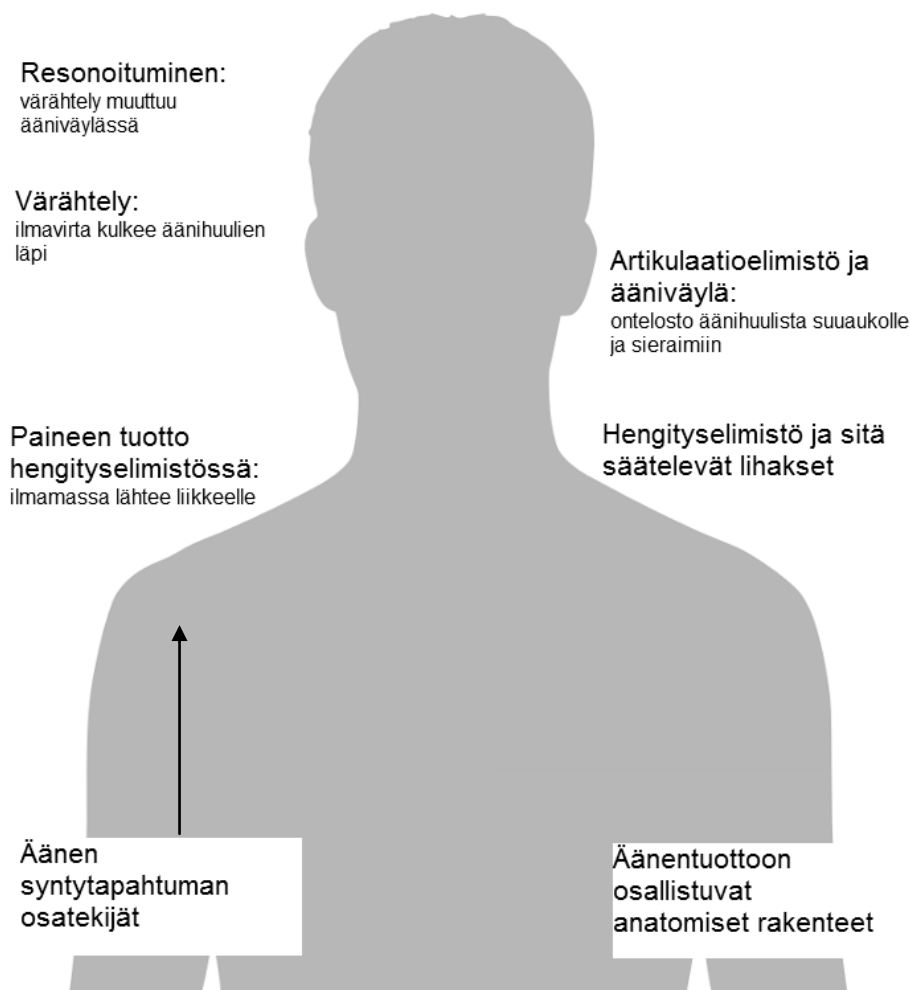 Resonoituminen:
värähtely muuttuu
ääniväylässä
Värähtely:
ilmavirta kulkee äänihuulien
läpi
Artikulaatioelimistö ja
ääniväylä:
ontelosto äänihuulista suuaukolle
ja sieraimiin
Paineen tuotto
hengityselimistössä:
ilmamassa lähtee liikkeelle
Hengityselimistö ja sitä
säätelevät lihakset
Äänen
syntytapahtuman
osatekijät
Äänentuottoon
osallistuvat
anatomiset rakenteet